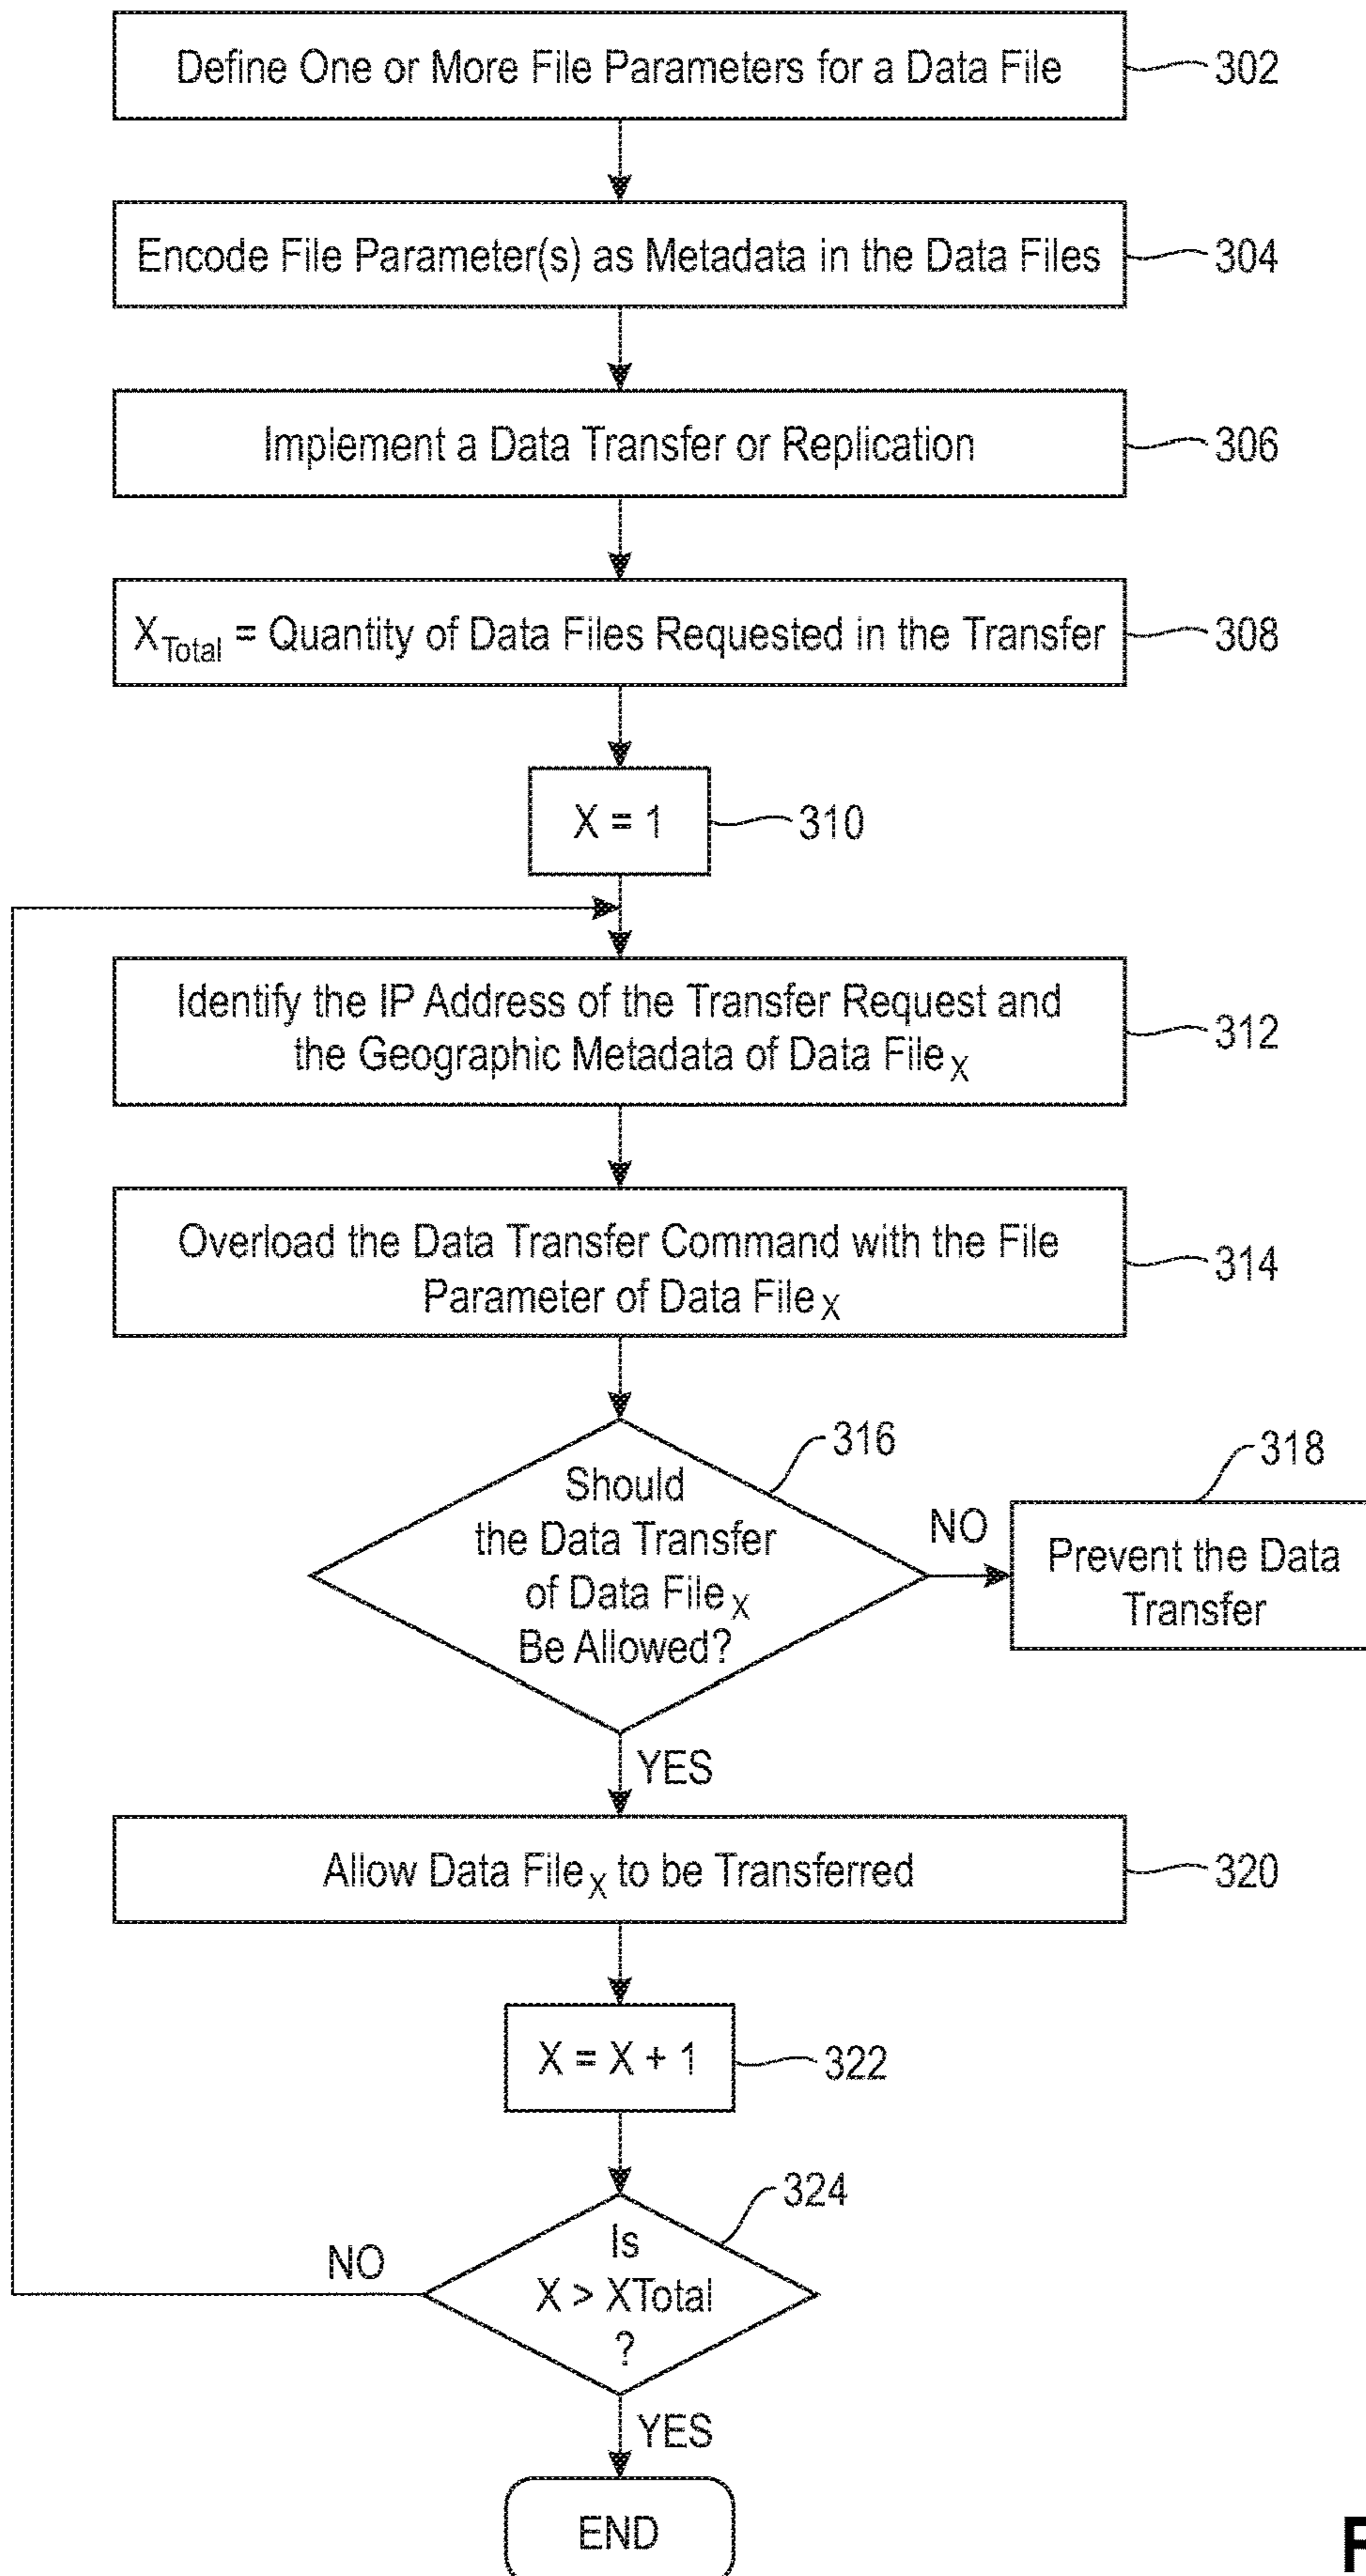 Define One or More File Parameters for a Data File
302
Encode File Parameter(s) as Metadata in the Data Files
304
Implement a Data Transfer or Replication
306
XTotal = Quantity of Data Files Requested in the Transfer
308
X = 1
310
Identify the IP Address of the Transfer Request and
the Geographic Metadata of Data FileX
312
Overload the Data Transfer Command with the File
Parameter of Data FileX
314
Should
the Data Transfer
of Data FileX
Be Allowed?
316
NO
318
Prevent the Data
Transfer
YES
Allow Data FileX to be Transferred
320
X = X + 1
322
324
Is
X > XTotal
?
NO
YES
END